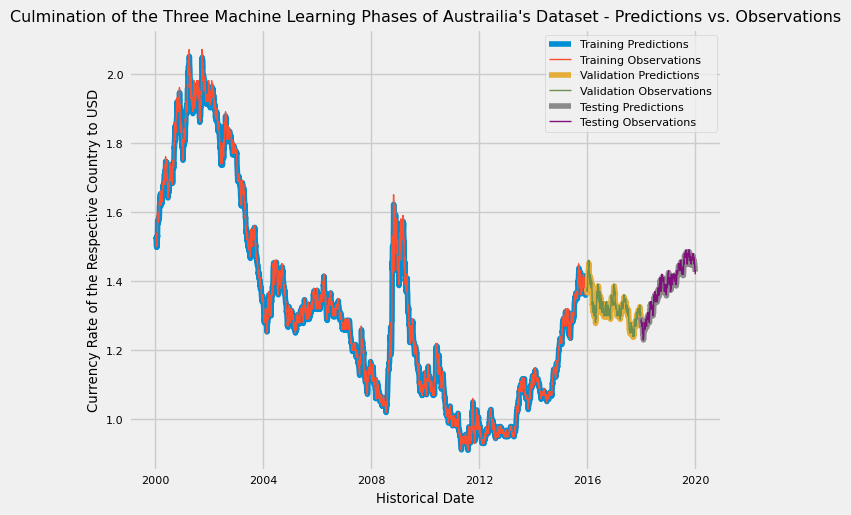 Culmination of the Three Machine Learning Phases of Austrailia's Dataset - Predictions vs. Observations
Training Predictions
Training Observations
Validation Predictions
Validation Observations
Testing Predictions
Testing Observations
Currency Rate of the Respective Country to USD
2.0
1.8
1.6
1.4
1.2
1.0
2000
2004
2008
2012
2016
2020
Historical Date